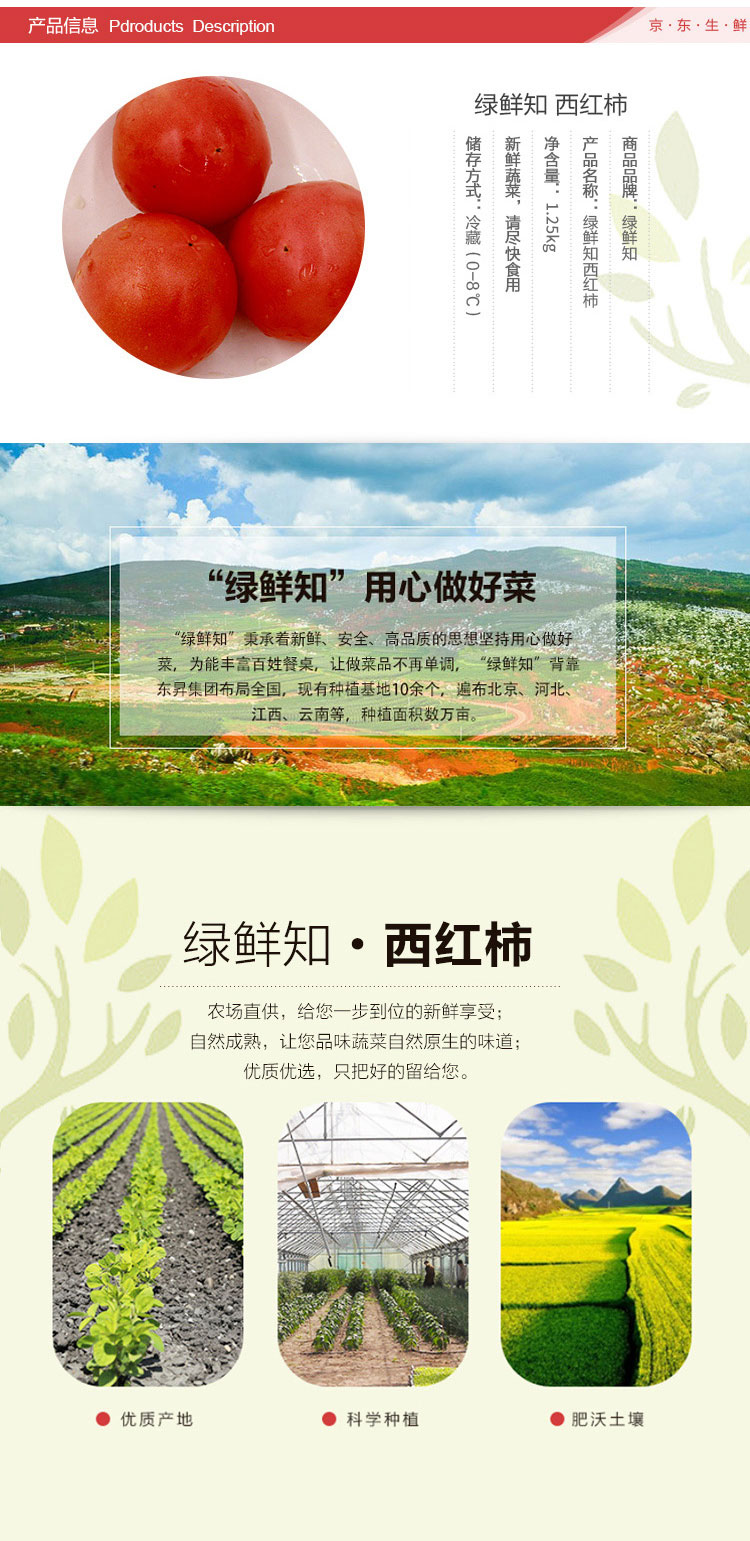 产品信息 Pdroducts Description
京·东·生·鲜
绿鲜知 西红柿
商品品牌：绿鲜知
产品名称：绿鲜知西红柿
净含量：1.25kg
新鲜蔬菜，请尽快食用
储存方式：冷藏（0-8℃）
“绿鲜知”用心做好菜
“绿鲜知”秉承着新鲜、安全、高品质的思想坚持用心做好
菜，为能丰富百姓餐桌，让做菜品不再单调，“绿鲜知”背靠
东昇集团布局全国，现有种植基地10余个，遍布北京、河北、
江西、云南等，种植面积数万亩。
绿鲜知·西红柿
农场直供，给您一步到位的新鲜享受；
自然成熟，让您品味蔬菜自然原生的味道；
优质优选，只把好的留给您。
优质产地
科学种植
肥沃土壤